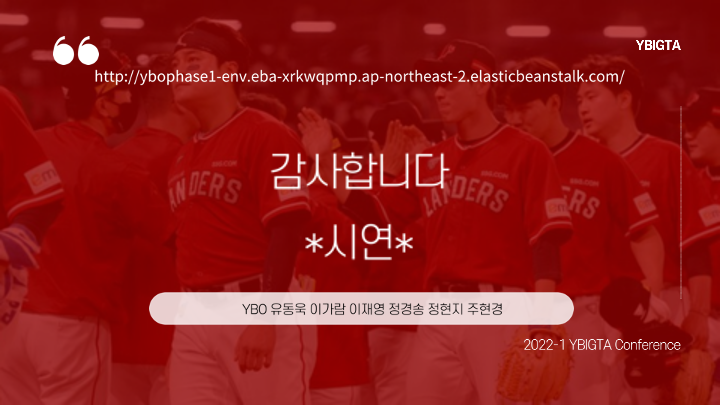 YBIGTA
http://ybophase1-env.eba-xrkwqpmp.ap-northeast-2.elasticbeanstalk.com/
감사합니다
*시연*
LANDERS
LANDERS
YBO 유동욱 이가람 이재영 정경송 정현지 주현경
2022-1 YBIGTA Conference